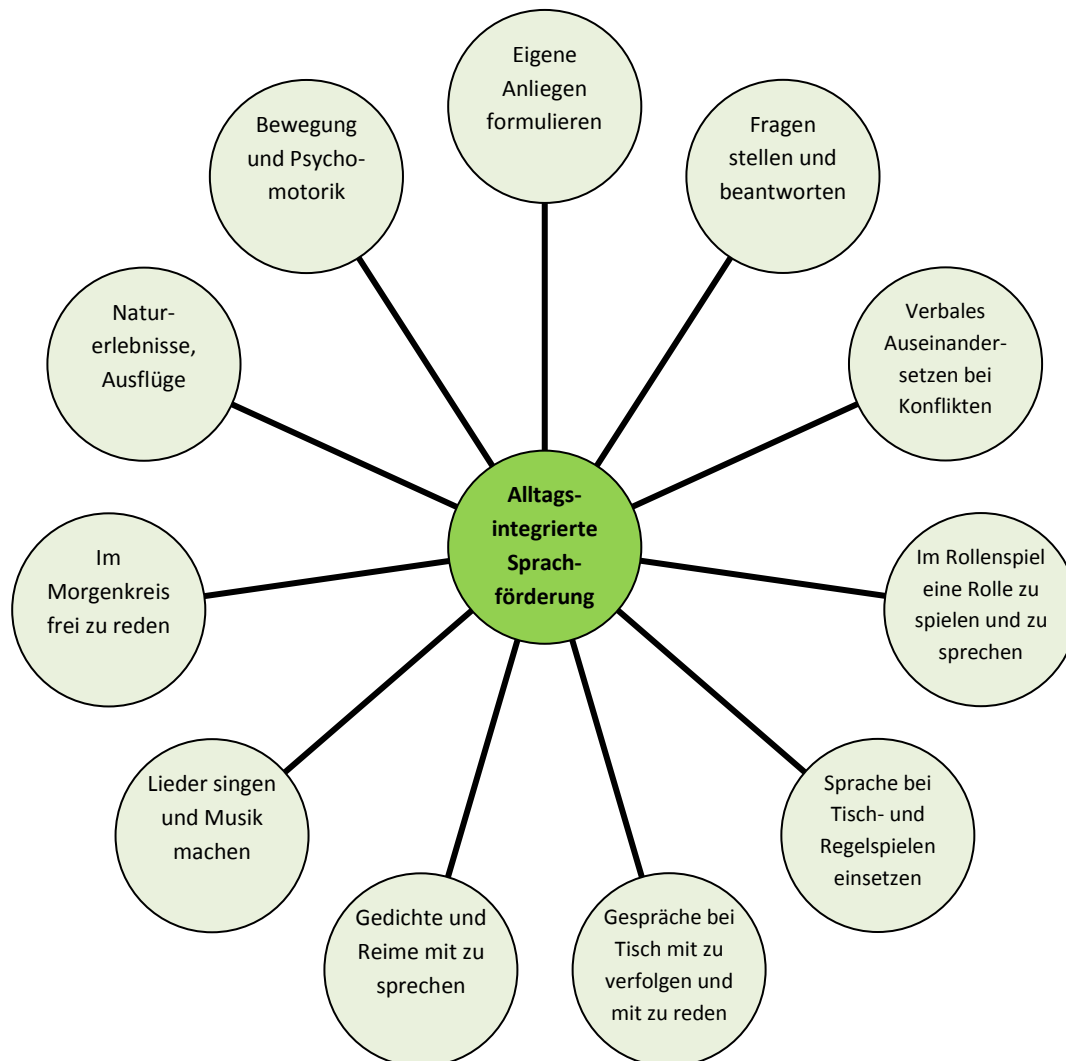 Eigene
Anliegen
formulieren
Fragen
stellen und
beantworten
Verbales
Auseinander-
setzen bei
Konflikten
Im Rollenspiel
eine Rolle zu
spielen und zu
sprechen
Sprache bei
Tisch- und
Regelspielen
einsetzen
Gespräche bei
Tisch mit zu
verfolgen und
mit zu reden
Gedichte und
Reime mit zu
sprechen
Lieder singen
und Musik
machen
Im
Morgenkreis
frei zu reden
Natur-
erlebnisse,
Ausflüge
Bewegung
und Psycho-
motorik
Alltags-
integrierte
Sprach-
förderung